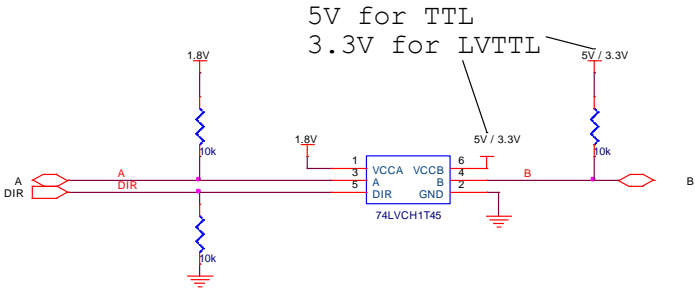 5V for TTL
3.3V for LVTTL
1.8V
5V / 3.3V
10k
10k
1.8V
5V / 3.3V
1
VCCA
VCCB
6
A
A
3
A
B
4
B
B
DIR
DIR
5
DIR
GND
2
74LVCH1T45
10k